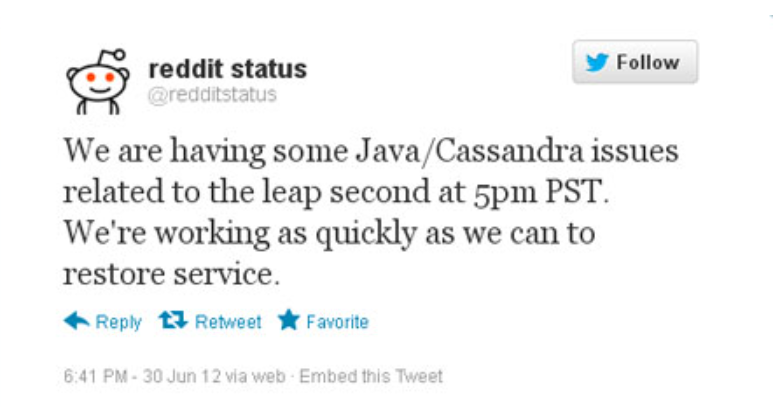 reddit status
@redditstatus
Follow
We are having some Java/Cassandra issues
related to the leap second at 5pm PST.
We're working as quickly as we can to
restore service.
Reply Retweet Favorite
6:41 PM - 30 Jun 12 via web · Embed this Tweet